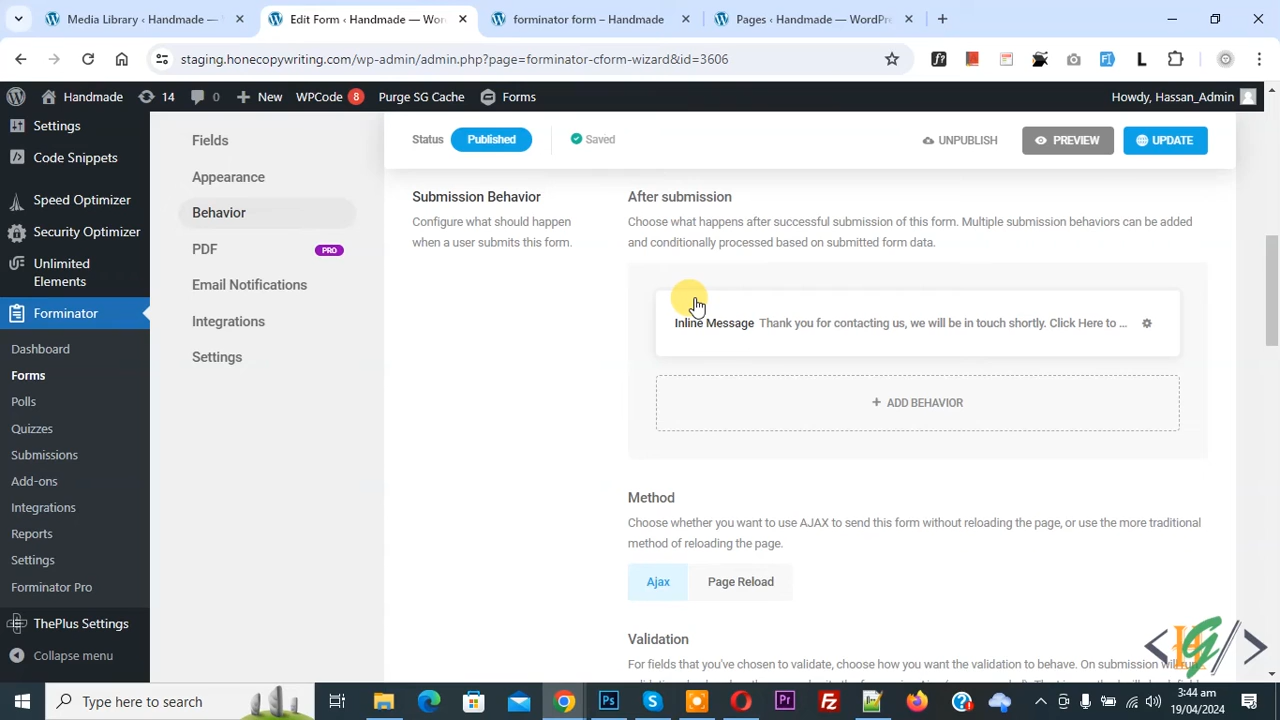 Media Library ‹ Handmade —
Edit Form ‹ Handmade — Wor
forminator form – Handmade
Pages ‹ Handmade — WordPre
staging.honecopywriting.com/wp-admin/admin.php?page=forminator-cform-wizard&id=3606
Handmade
14
0
New
WPCode
8
Purge SG Cache
Forms
Howdy, Hassan_Admin
Settings
Code Snippets
Speed Optimizer
Security Optimizer
Unlimited
Elements
Forminator
Dashboard
Forms
Polls
Quizzes
Submissions
Add-ons
Integrations
Reports
Settings
Forminator Pro
ThePlus Settings
Collapse menu
Fields
Appearance
Behavior
PDF
PRO
Email Notifications
Integrations
Settings
Status
Published
Saved
UNPUBLISH
PREVIEW
UPDATE
Submission Behavior
Configure what should happen
when a user submits this form.
After submission
Choose what happens after successful submission of this form. Multiple submission behaviors can be added
and conditionally processed based on submitted form data.
Inline Message Thank you for contacting us, we will be in touch shortly. Click Here to ...
+ ADD BEHAVIOR
Method
Choose whether you want to use AJAX to send this form without reloading the page, or use the more traditional
method of reloading the page.
Ajax
Page Reload
Validation
For fields that you've chosen to validate, choose how you want the validation to behave. On submission will
Type here to search
3:44 am
19/04/2024